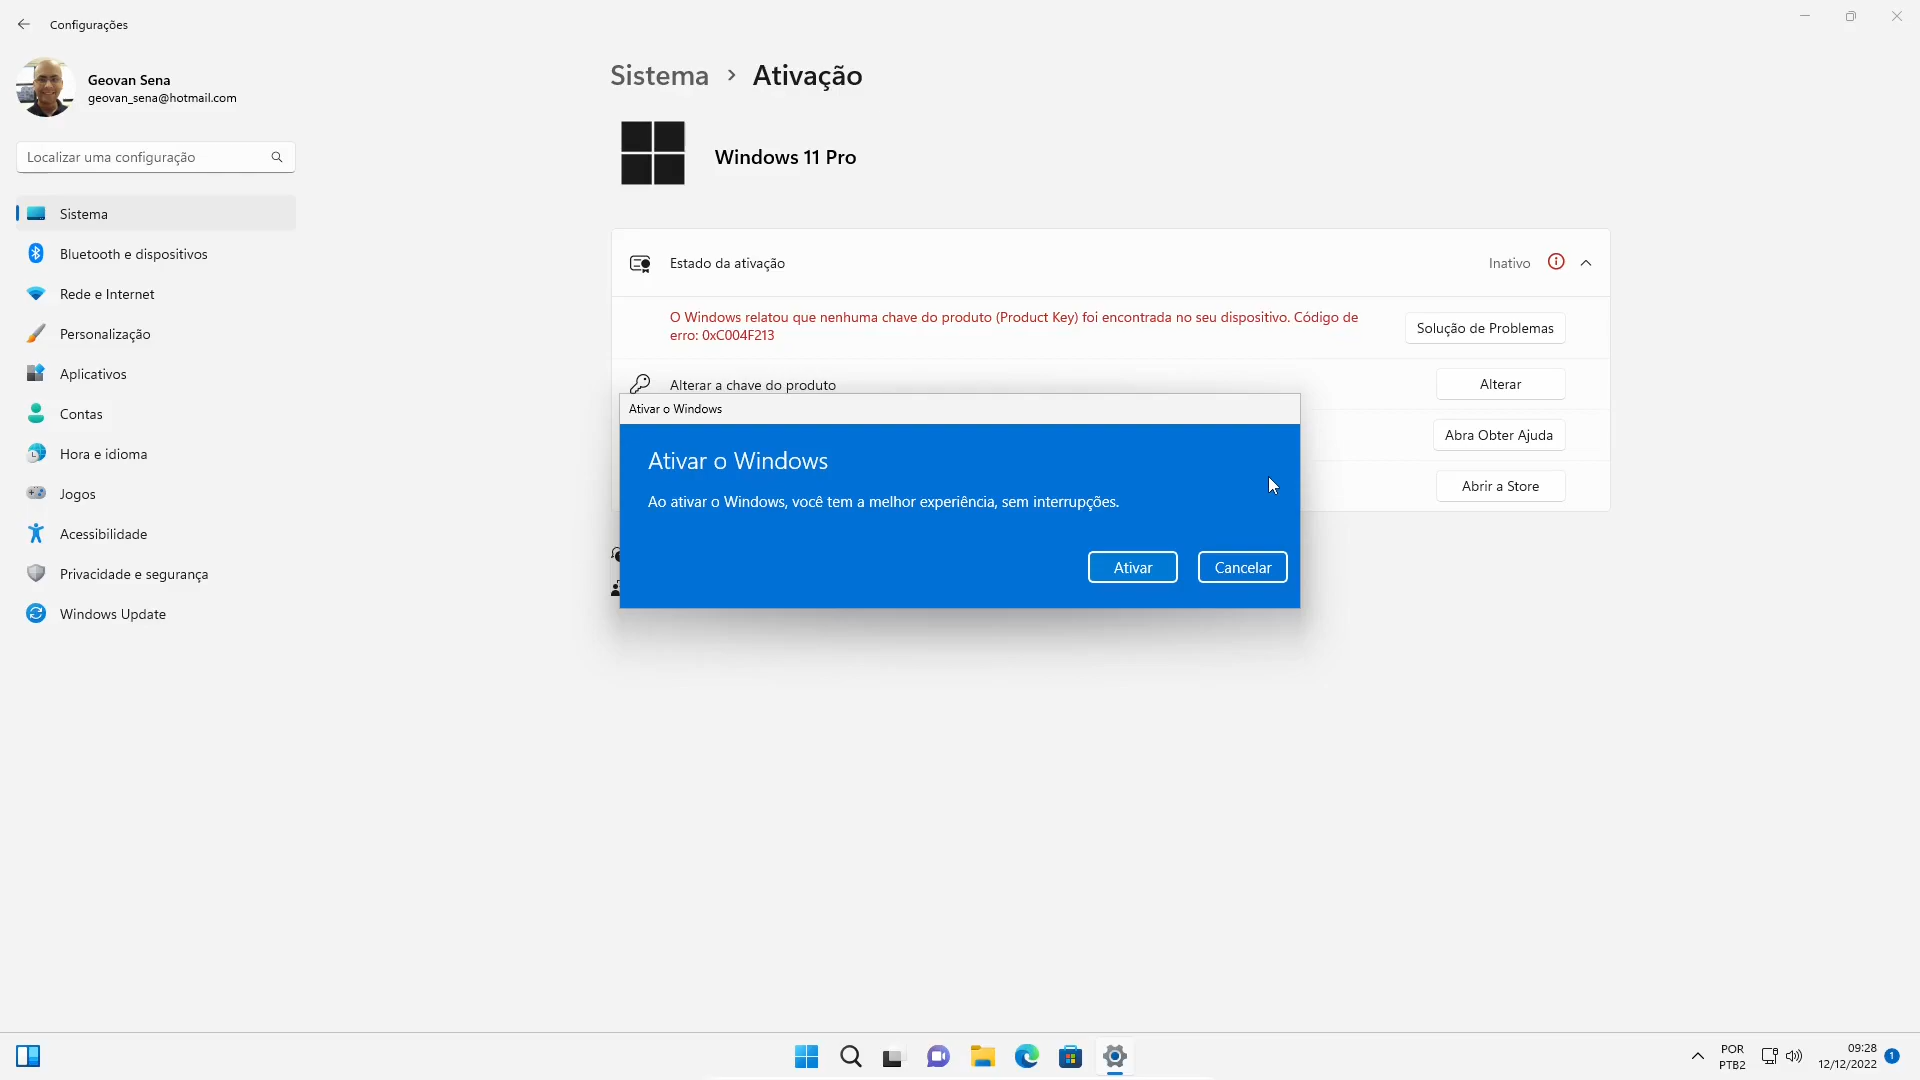 Configurações
Geovan Sena
geovan_sena@hotmail.com
Localizar uma configuração
Sistema
Bluetooth e dispositivos
Rede e Internet
Personalização
Aplicativos
Contas
Hora e idioma
Jogos
Acessibilidade
Privacidade e segurança
Windows Update
Sistema › Ativação
Windows 11 Pro
Estado da ativação
Inativo
O Windows relatou que nenhuma chave do produto (Product Key) foi encontrada no seu dispositivo. Código de
erro: 0xC004F213
Solução de Problemas
Alterar a chave do produto
Alterar
Abra Obter Ajuda
Abrir a Store
Ativar o Windows
Ativar o Windows
Ao ativar o Windows, você tem a melhor experiência, sem interrupções.
Ativar
Cancelar
POR
PTB2
09:28
12/12/2022
1